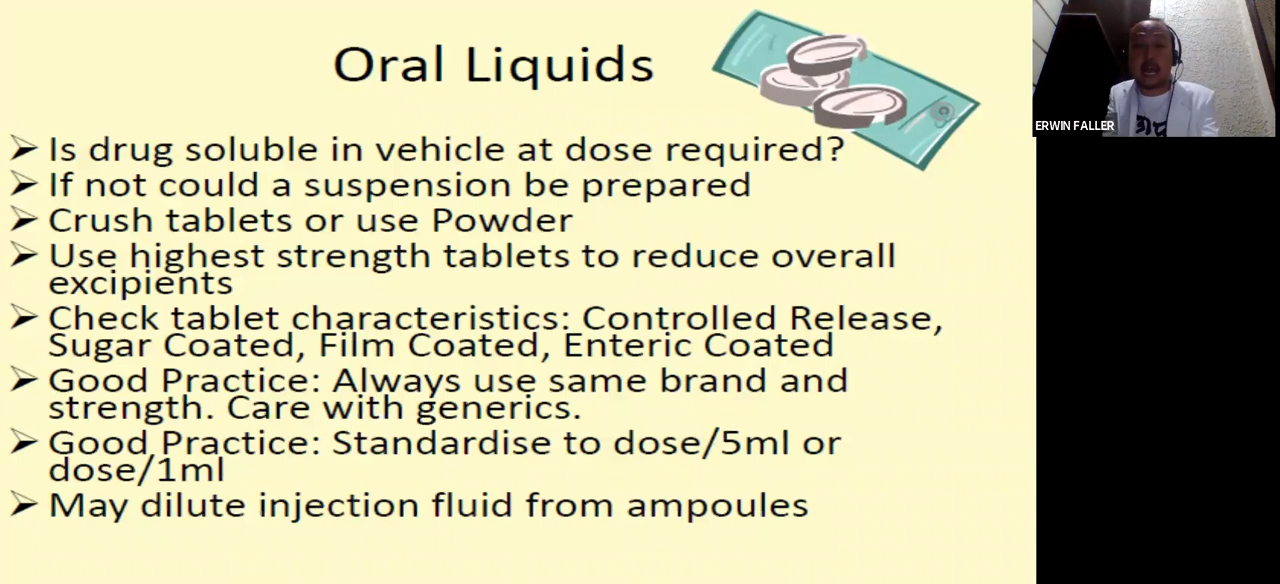 Oral Liquids
➢ Is drug soluble in vehicle at dose required?
➢ If not could a suspension be prepared
➢ Crush tablets or use Powder
➢ Use highest strength tablets to reduce overall
excipients
➢ Check tablet characteristics: Controlled Release,
Sugar Coated, Film Coated, Enteric Coated
➢ Good Practice: Always use same brand and
strength. Care with generics.
➢ Good Practice: Standardise to dose/5ml or
dose/1ml
➢ May dilute injection fluid from ampoules
ERWIN FALLER